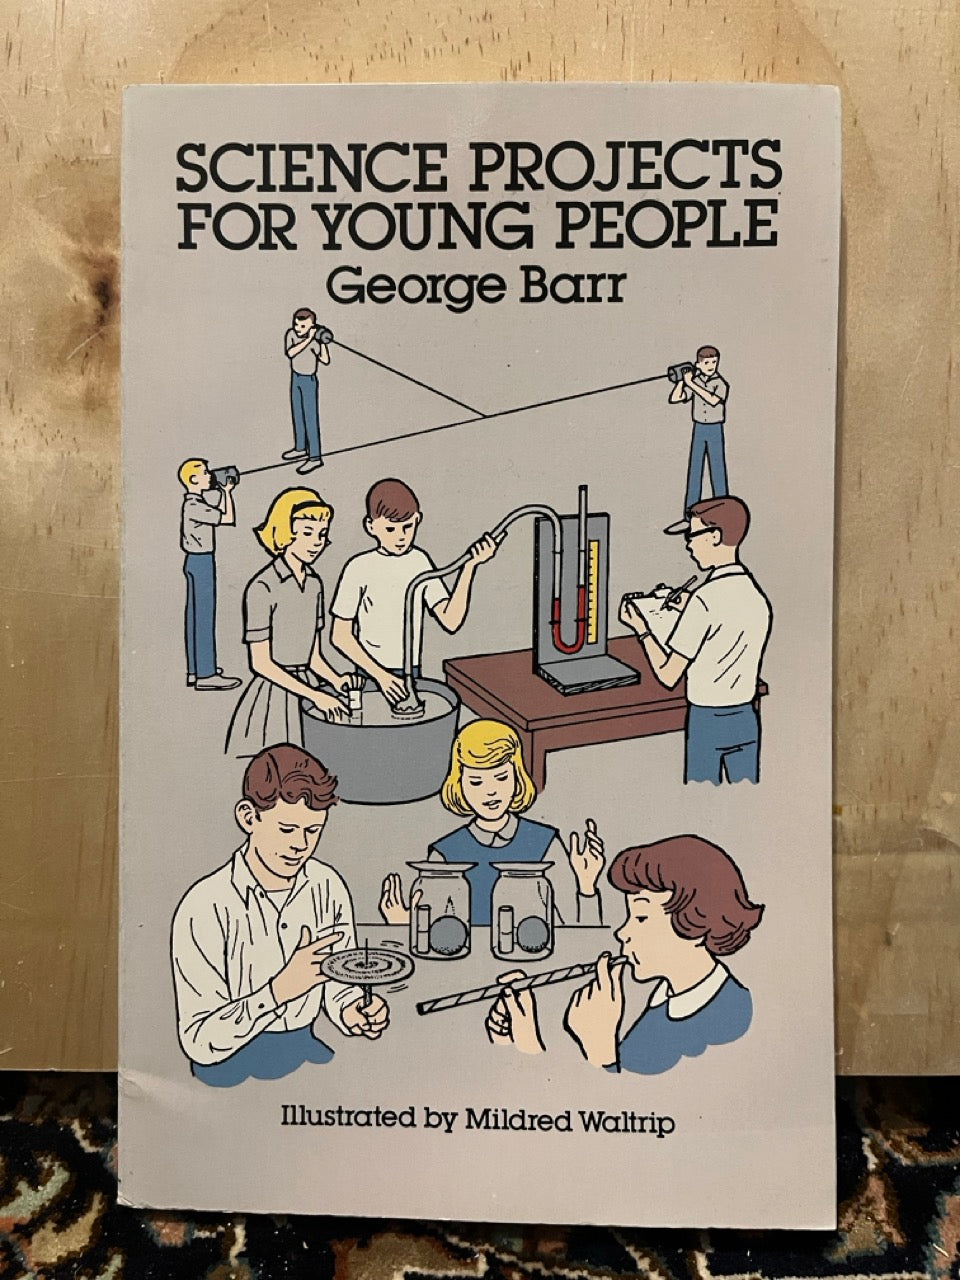 SCIENCE PROJECTS
FOR YOUNG PEOPLE
George Barr
Illustrated by Mildred Waltrip